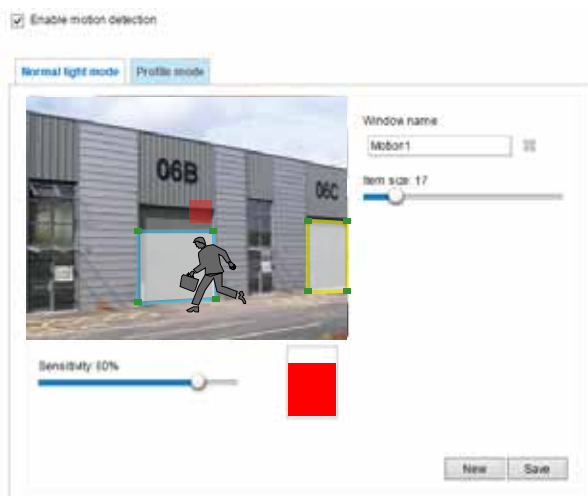 Enable motion detection
Normal light mode
Profile mode
Window name
Motion1
Item size: 17
06B
06C
Sensitivity: 80%
New
Save